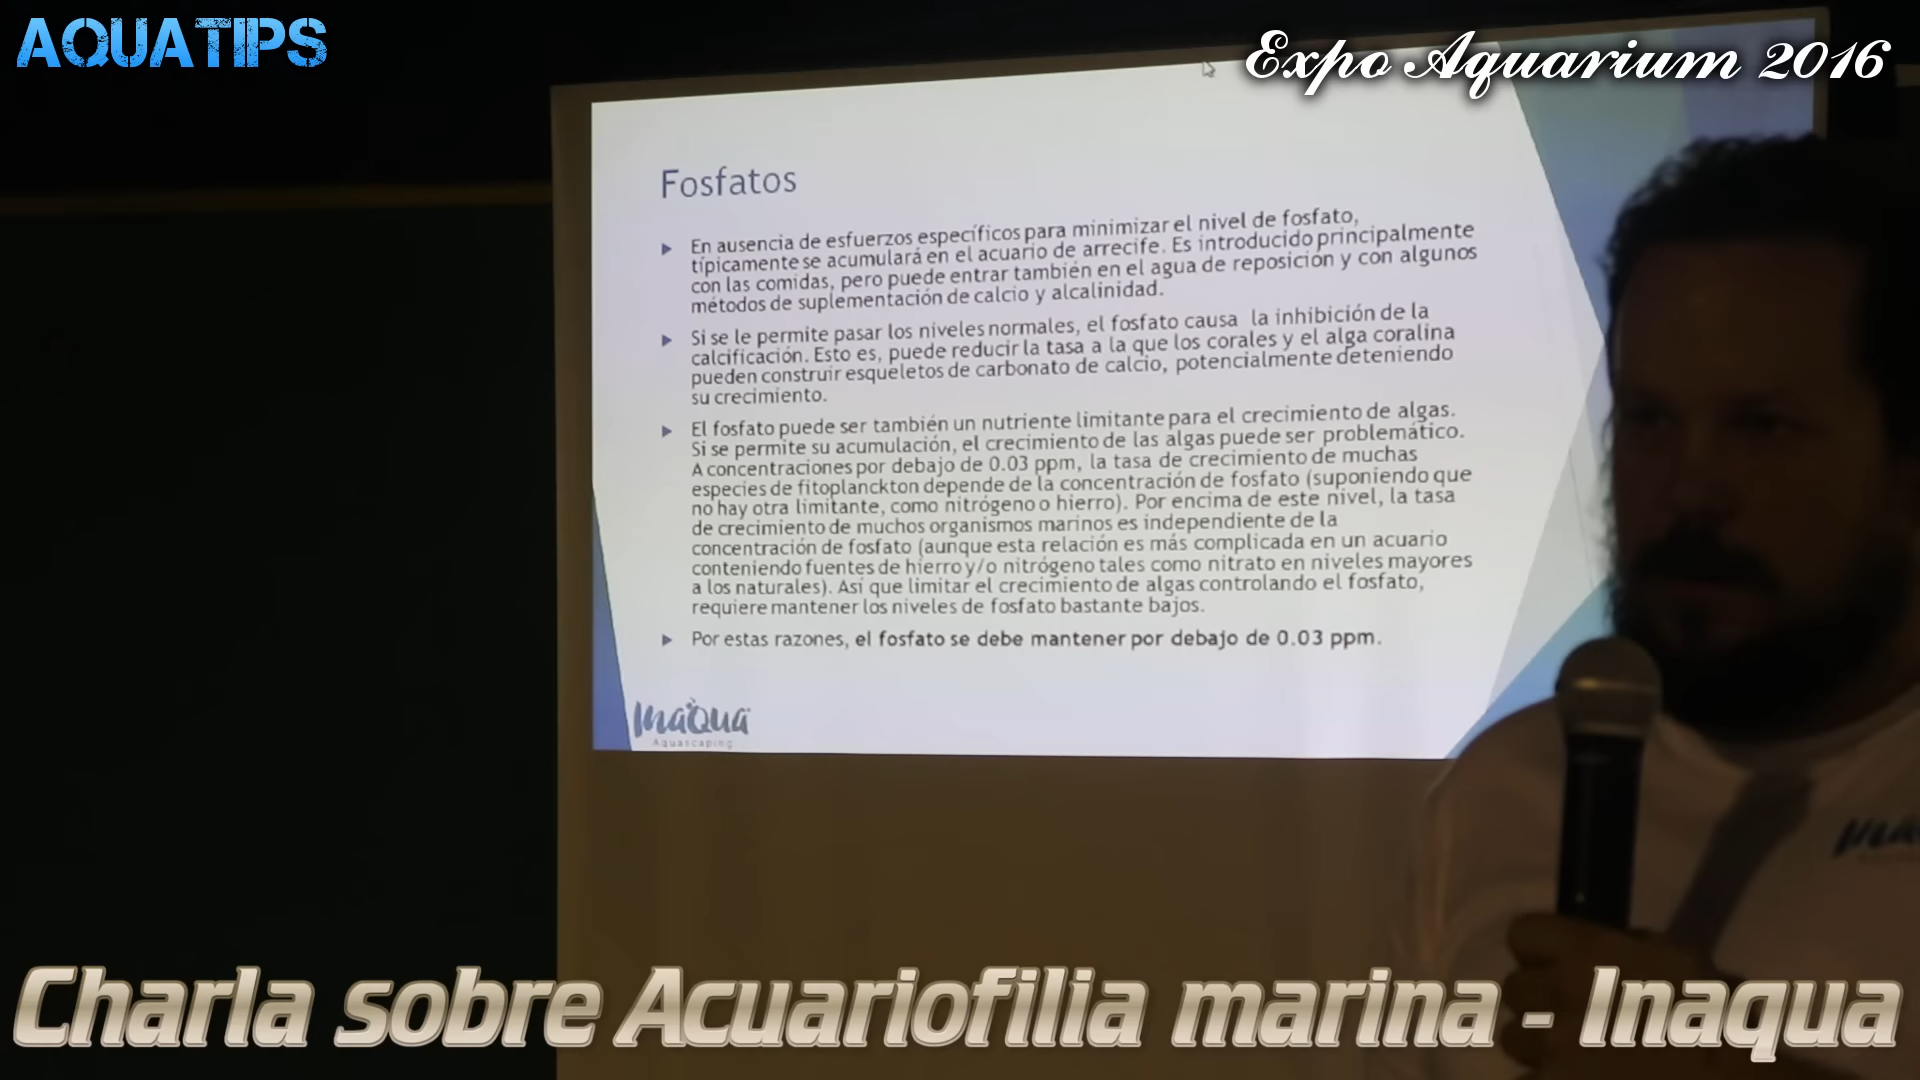 AQUATIPS
Expo Aquarium 2016
Fosfatos
En ausencia de esfuerzos específicos para minimizar el nivel de fosfato,
típicamente se acumulará en el acuario de arrecife. Es introducido principalmente
con las comidas, pero puede entrar también en el agua de reposición y con algunos
métodos de suplementación de calcio y alcalinidad.
Si se le permite pasar los niveles normales, el fosfato causa la inhibición de la
calcificación. Esto es, puede reducir la tasa a la que los corales y el alga coralina
pueden construir esqueletos de carbonato de calcio, potencialmente deteniendo
su crecimiento.
El fosfato puede ser también un nutriente limitante para el crecimiento de algas.
Si se permite su acumulación, el crecimiento de las algas puede ser problemático.
A concentraciones por debajo de 0.03 ppm, la tasa de crecimiento de muchas
especies de fitoplanckton depende de la concentración de fosfato (suponiendo que
no hay otra limitante, como nitrógeno o hierro). Por encima de este nivel, la tasa
de crecimiento de muchos organismos marinos es independiente de la
concentración de fosfato (aunque esta relación es más complicada en un acuario
conteniendo fuentes de hierro y/o nitrógeno tales como nitrato en niveles mayores
a los naturales). Así que limitar el crecimiento de algas controlando el fosfato,
requiere mantener los niveles de fosfato bastante bajos.
Por estas razones, el fosfato se debe mantener por debajo de 0.03 ppm.
InaQua
Aquascaping
Charla sobre Acuariofilia marina - Inaqua